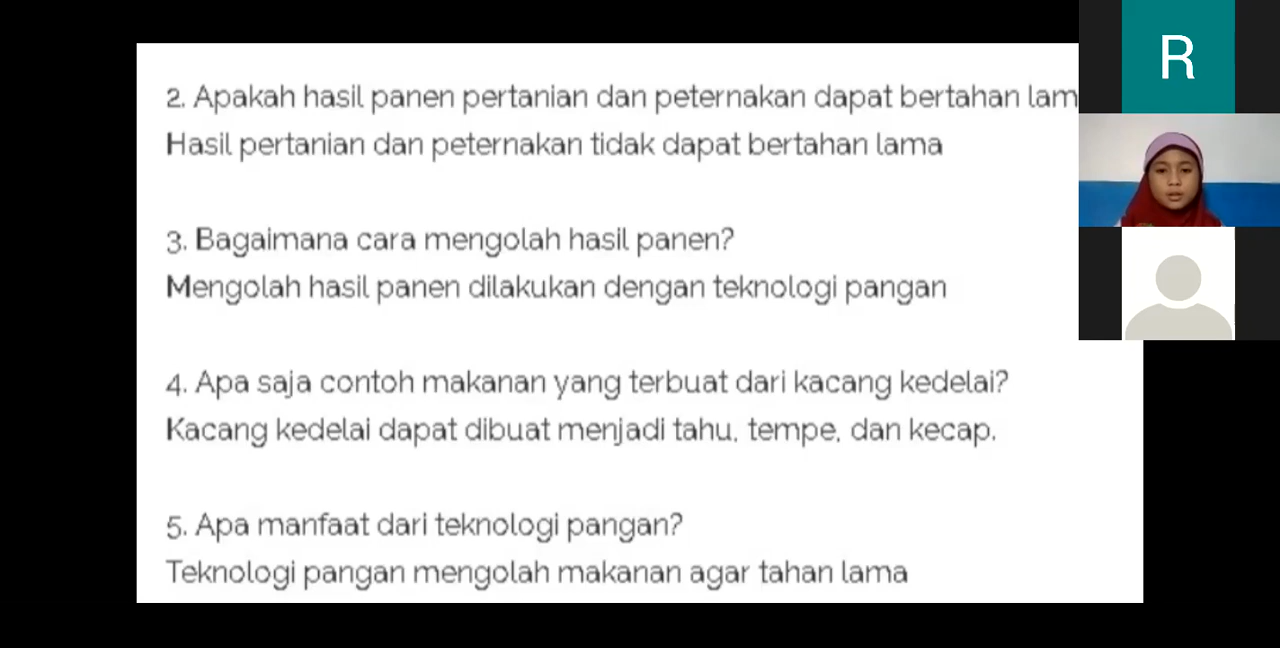 2. Apakah hasil panen pertanian dan peternakan dapat bertahan lam
Hasil pertanian dan peternakan tidak dapat bertahan lama
3. Bagaimana cara mengolah hasil panen?
Mengolah hasil panen dilakukan dengan teknologi pangan
4. Apa saja contoh makanan yang terbuat dari kacang kedelai?
Kacang kedelai dapat dibuat menjadi tahu, tempe, dan kecap.
5. Apa manfaat dari teknologi pangan?
Teknologi pangan mengolah makanan agar tahan lama
R